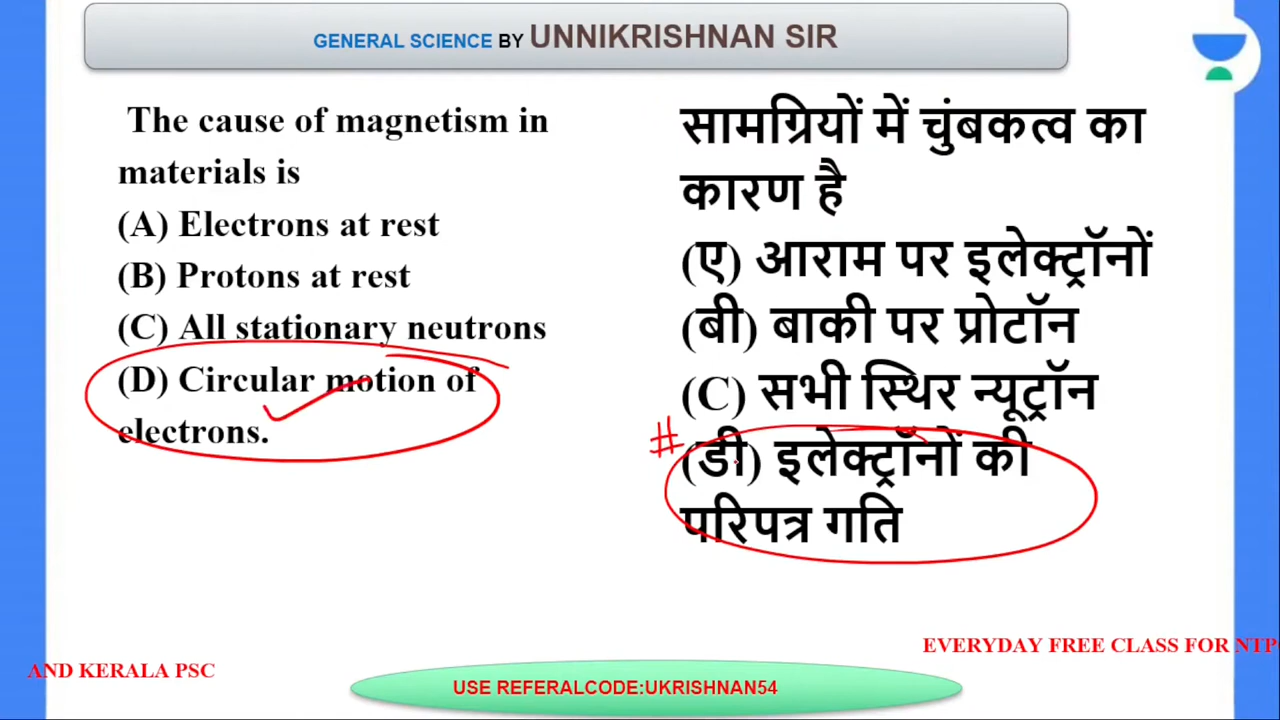 GENERAL SCIENCE BY UNNIKRISHNAN SIR
The cause of magnetism in
materials is
(A) Electrons at rest
(B) Protons at rest
(C) All stationary neutrons
(D) Circular motion of
electrons.
सामग्रियों में चुंबकत्व का
कारण है
(ए) आराम पर इलेक्ट्रॉनों
(बी) बाकी पर प्रोटॉन
(C) सभी स्थिर न्यूट्रॉन
# (डी) इलेक्ट्रॉनों की
परिपत्र गति
EVERYDAY FREE CLASS FOR NTP
AND KERALA PSC
USE REFERALCODE:UKRISHNAN54